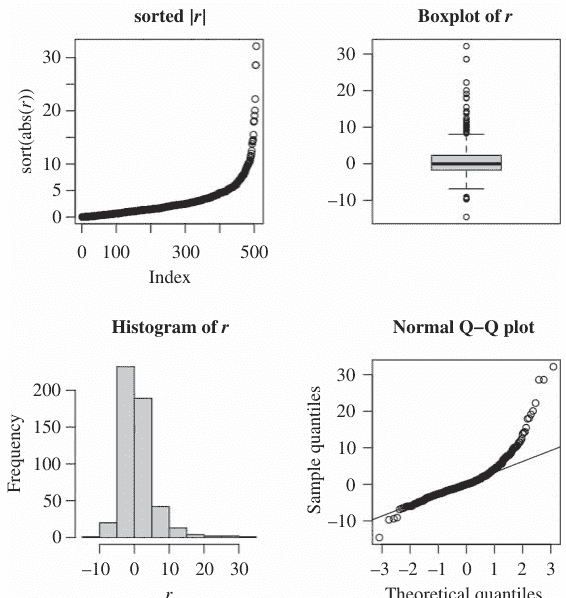 sorted |r|
sort(abs(r))
30
20
10
5
0
0 100 300 500
Index
Boxplot of r
30
20
10
0
−10
Histogram of r
Frequency
200
150
100
50
0
−10 0 10 20 30
r
Normal Q−Q plot
Sample quantiles
30
20
10
0
−10
−3 −2 −1 0 1 2 3
Theoretical quantiles